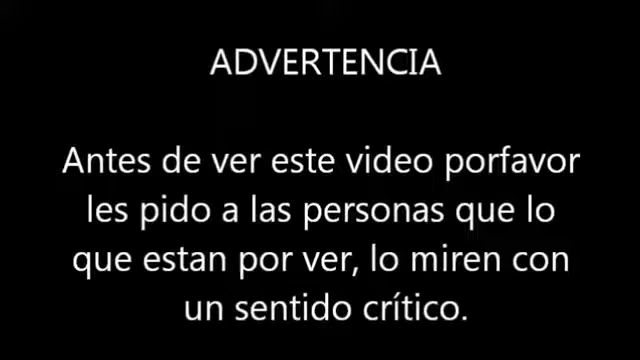 ADVERTENCIA
Antes de ver este video porfavor
les pido a las personas que lo
que estan por ver, lo miren con
un sentido crítico.